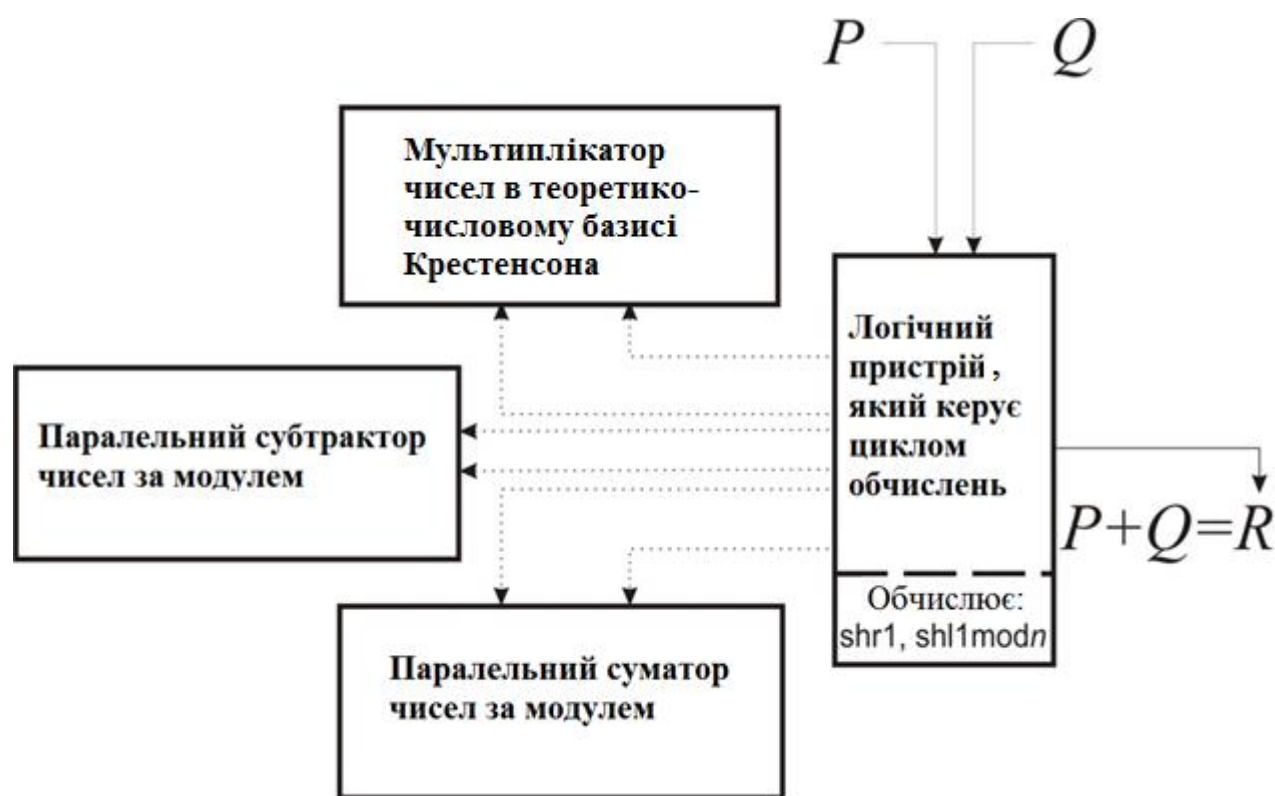 P
Q
Мультиплікатор
чисел в теоретико-
числовому базисі
Крестенсона
Логічний
пристрій ,
який керує
циклом
обчислень
Паралельний субтрактор
чисел за модулем
P+Q=R
Обчислює:
shr1, shl1modn
Паралельний суматор
чисел за модулем